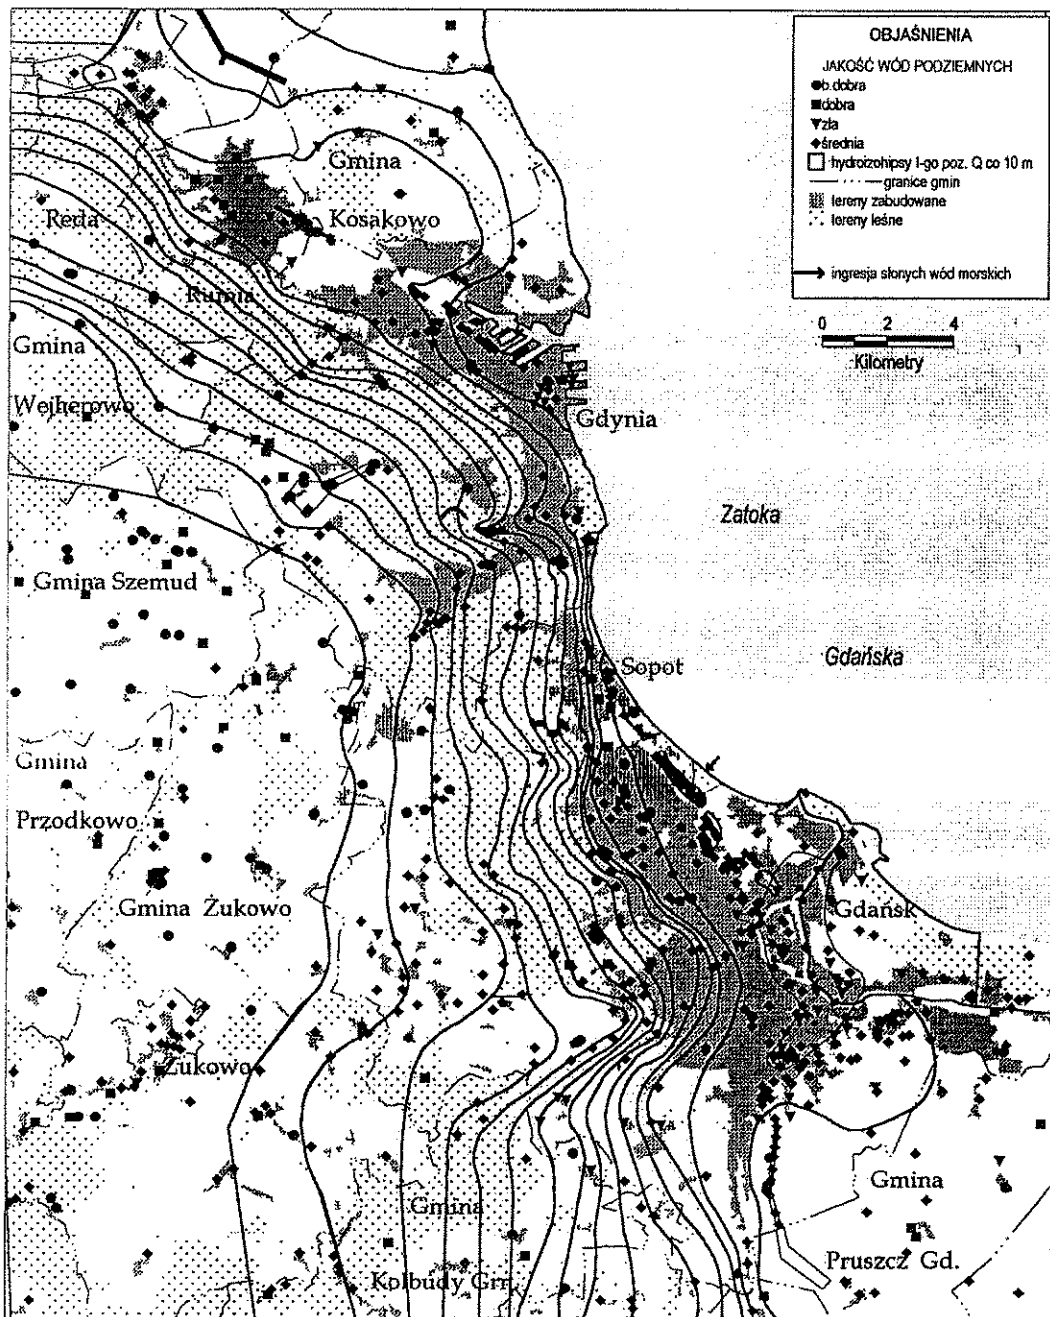 OBJAŚNIENIA
JAKOŚĆ WÓD PODZIEMNYCH
b.dobra
dobra
zła
średnia
hydroizohipsy I-go poz. Q co 10 m
granice gmin
tereny zabudowane
tereny leśne
ingresja słonych wód morskich
0 2 4
Kilometry
Gmina
Kosakowo
Reda
Rumia
Gmina
Wejherowo
Gdynia
Zatoka
Gmina Szemud
Gdańska
Sopot
Gmina
Przodkowo
Gmina Żukowo
Gdańsk
Żukowo
Gmina
Gmina
Pruszcz Gd.
Kolbudy Grn